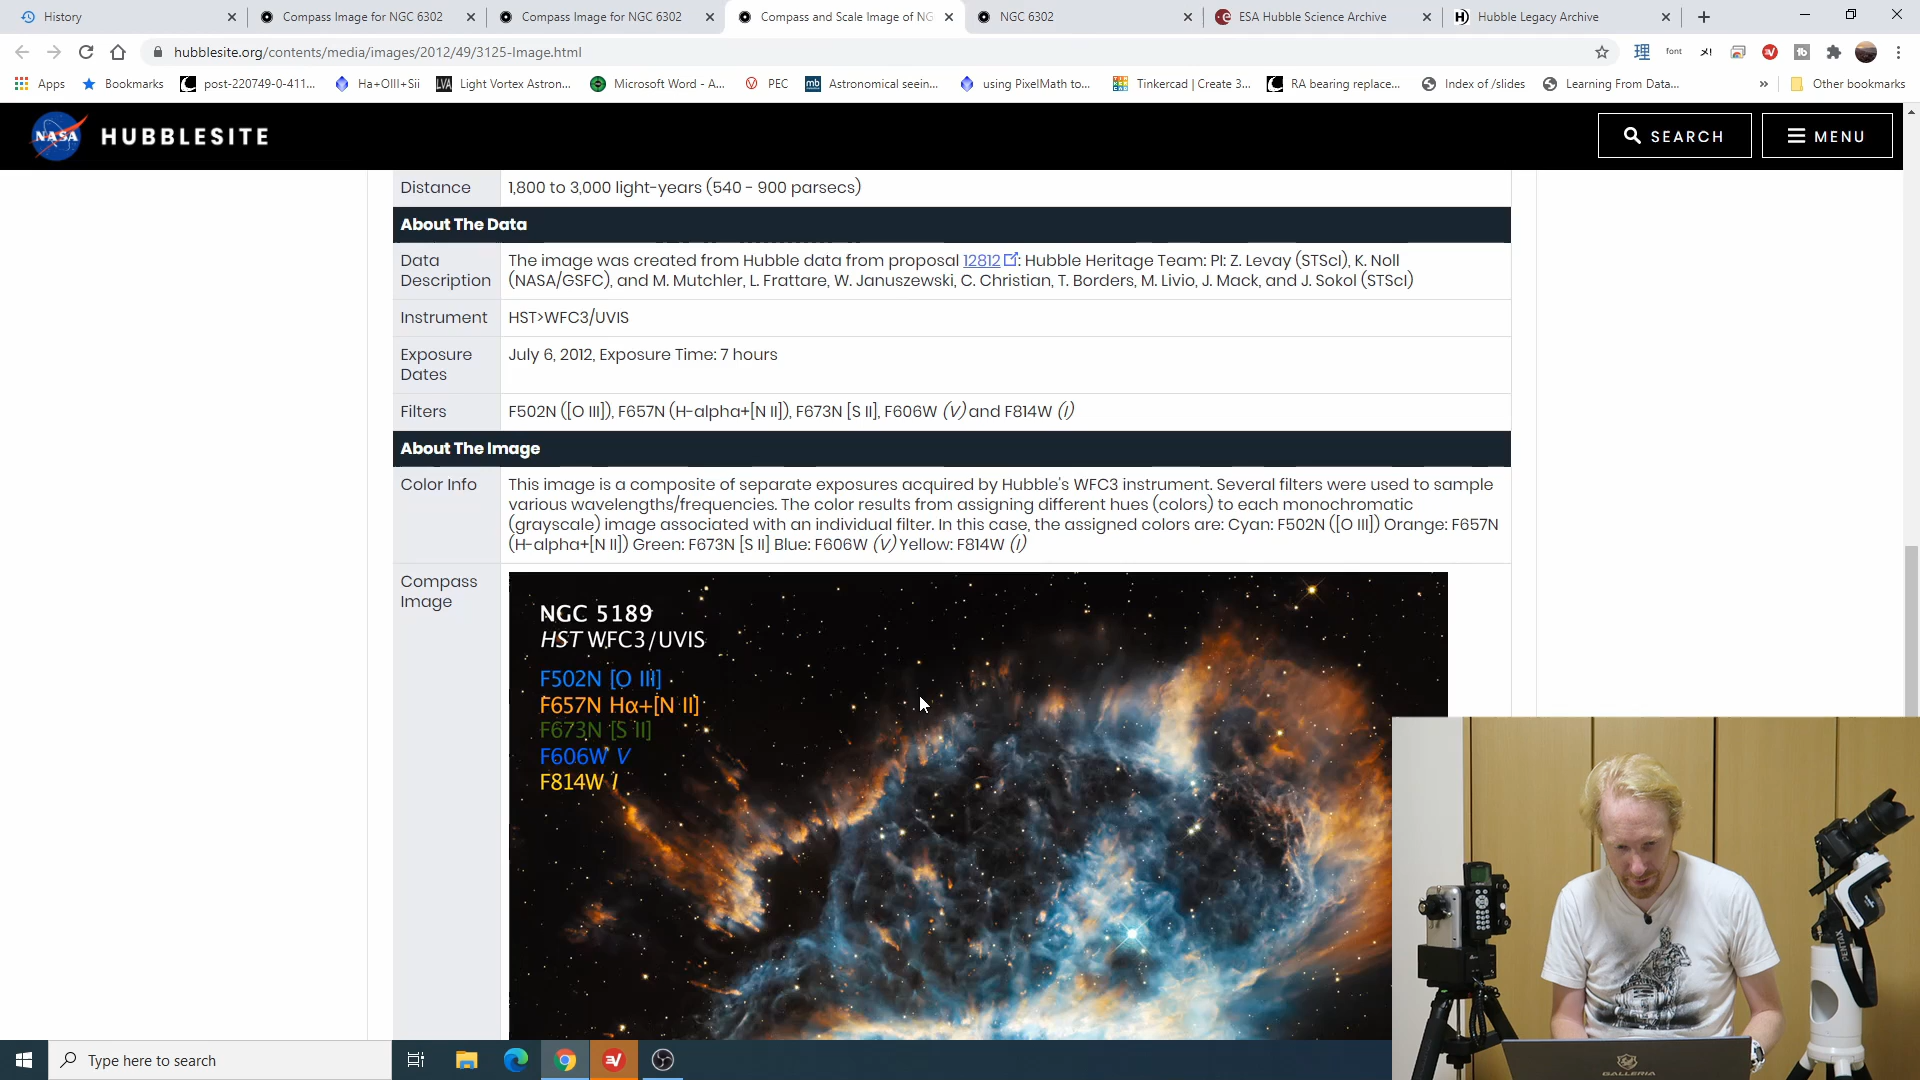 History
Compass Image for NGC 6302
Compass Image for NGC 6302
Compass and Scale Image of NG
NGC 6302
ESA Hubble Science Archive
Hubble Legacy Archive
hubblesite.org/contents/media/images/2012/49/3125-Image.html
font
Apps
Bookmarks
post-220749-0-411...
Ha+OIII+Sii
LVA
Light Vortex Astron...
Microsoft Word - A...
PEC
mb
Astronomical seein...
using PixelMath to...
Tinkercad | Create 3...
RA bearing replace...
Index of /slides
Learning From Data...
»
Other bookmarks
NASA
HUBBLESITE
SEARCH
MENU
Distance
1,800 to 3,000 light-years (540 - 900 parsecs)
About The Data
Data
Description
The image was created from Hubble data from proposal 12812: Hubble Heritage Team: PI: Z. Levay (STScI), K. Noll
(NASA/GSFC), and M. Mutchler, L. Frattare, W. Januszewski, C. Christian, T. Borders, M. Livio, J. Mack, and J. Sokol (STScI)
Instrument
HST>WFC3/UVIS
Exposure
Dates
July 6, 2012, Exposure Time: 7 hours
Filters
F502N ([O III]), F657N (H-alpha+[N II]), F673N [S II], F606W (V) and F814W (I)
About The Image
Color Info
This image is a composite of separate exposures acquired by Hubble's WFC3 instrument. Several filters were used to sample
various wavelengths/frequencies. The color results from assigning different hues (colors) to each monochromatic
(grayscale) image associated with an individual filter. In this case, the assigned colors are: Cyan: F502N ([O III]) Orange: F657N
(H-alpha+[N II]) Green: F673N [S II] Blue: F606W (V) Yellow: F814W (I)
Compass
Image
NGC 5189
HST WFC3/UVIS
F502N [O III]
F657N Hα+[N II]
F673N [S II]
F606W V
F814W I
PENTAX
GALLERIA
Type here to search